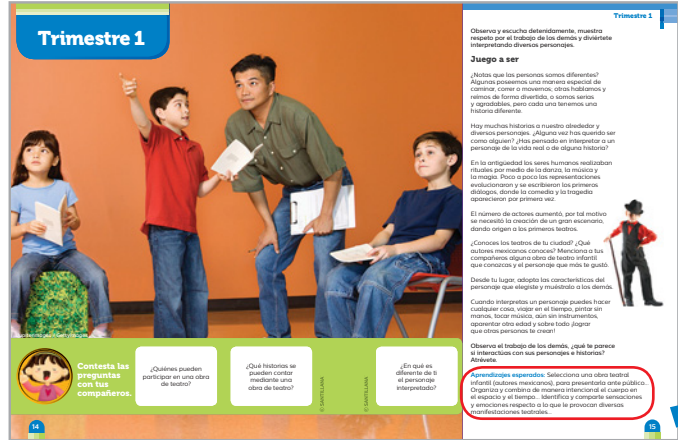 Trimestre 1
Contesta las
preguntas
con tus
compañeros.
¿Quiénes pueden
participar en una obra
de teatro?
¿Qué historias se
pueden contar
mediante una
obra de teatro?
© SANTILLANA
¿En qué es
diferente de ti
el personaje
interpretado?
© SANTILLANA
14
Trimestre 1
Observa y escucha detenidamente, muestra
respeto por el trabajo de los demás y diviértete
interpretando diversos personajes.
Juego a ser
¿Notas que las personas somos diferentes?
Algunas poseemos una manera especial de
caminar, correr o movernos; otras hablamos y
reímos de forma divertida, o somos serias
y agradables, pero cada una tenemos una
historia diferente.
Hay muchas historias a nuestro alrededor y
diversos personajes. ¿Alguna vez has querido ser
como alguien? ¿Has pensado en interpretar a un
personaje de la vida real o de alguna historia?
En la antigüedad los seres humanos realizaban
rituales por medio de la danza, la música y
la magia. Poco a poco las representaciones
evolucionaron y se escribieron los primeros
diálogos, donde la comedia y la tragedia
aparecieron por primera vez.
El número de actores aumentó, por tal motivo
se necesitó la creación de un gran escenario,
dando origen a los primeros teatros.
¿Conoces los teatros de tu ciudad? ¿Qué
autores mexicanos conoces? Menciona a tus
compañeros alguna obra de teatro infantil
que conozcas y el personaje que más te gustó.
Desde tu lugar, adopta las características del
personaje que elegiste y muéstralo a los demás.
Cuando interpretas un personaje puedes hacer
cualquier cosa, viajar en el tiempo, pintar sin
manos, tocar música, aún sin instrumentos,
aparentar otra edad y sobre todo ¡lograr
que otras personas te crean!
Observa el trabajo de los demás, ¿qué te parece
si interactúas con sus personajes e historias?
Atrévete.
Aprendizajes esperados: Selecciona una obra teatral
infantil (autores mexicanos), para presentarla ante público...
Organiza y combina de manera intencional el cuerpo en
el espacio y el tiempo... Identifica y comparte sensaciones
y emociones respecto a lo que le provocan diversas
manifestaciones teatrales...
15